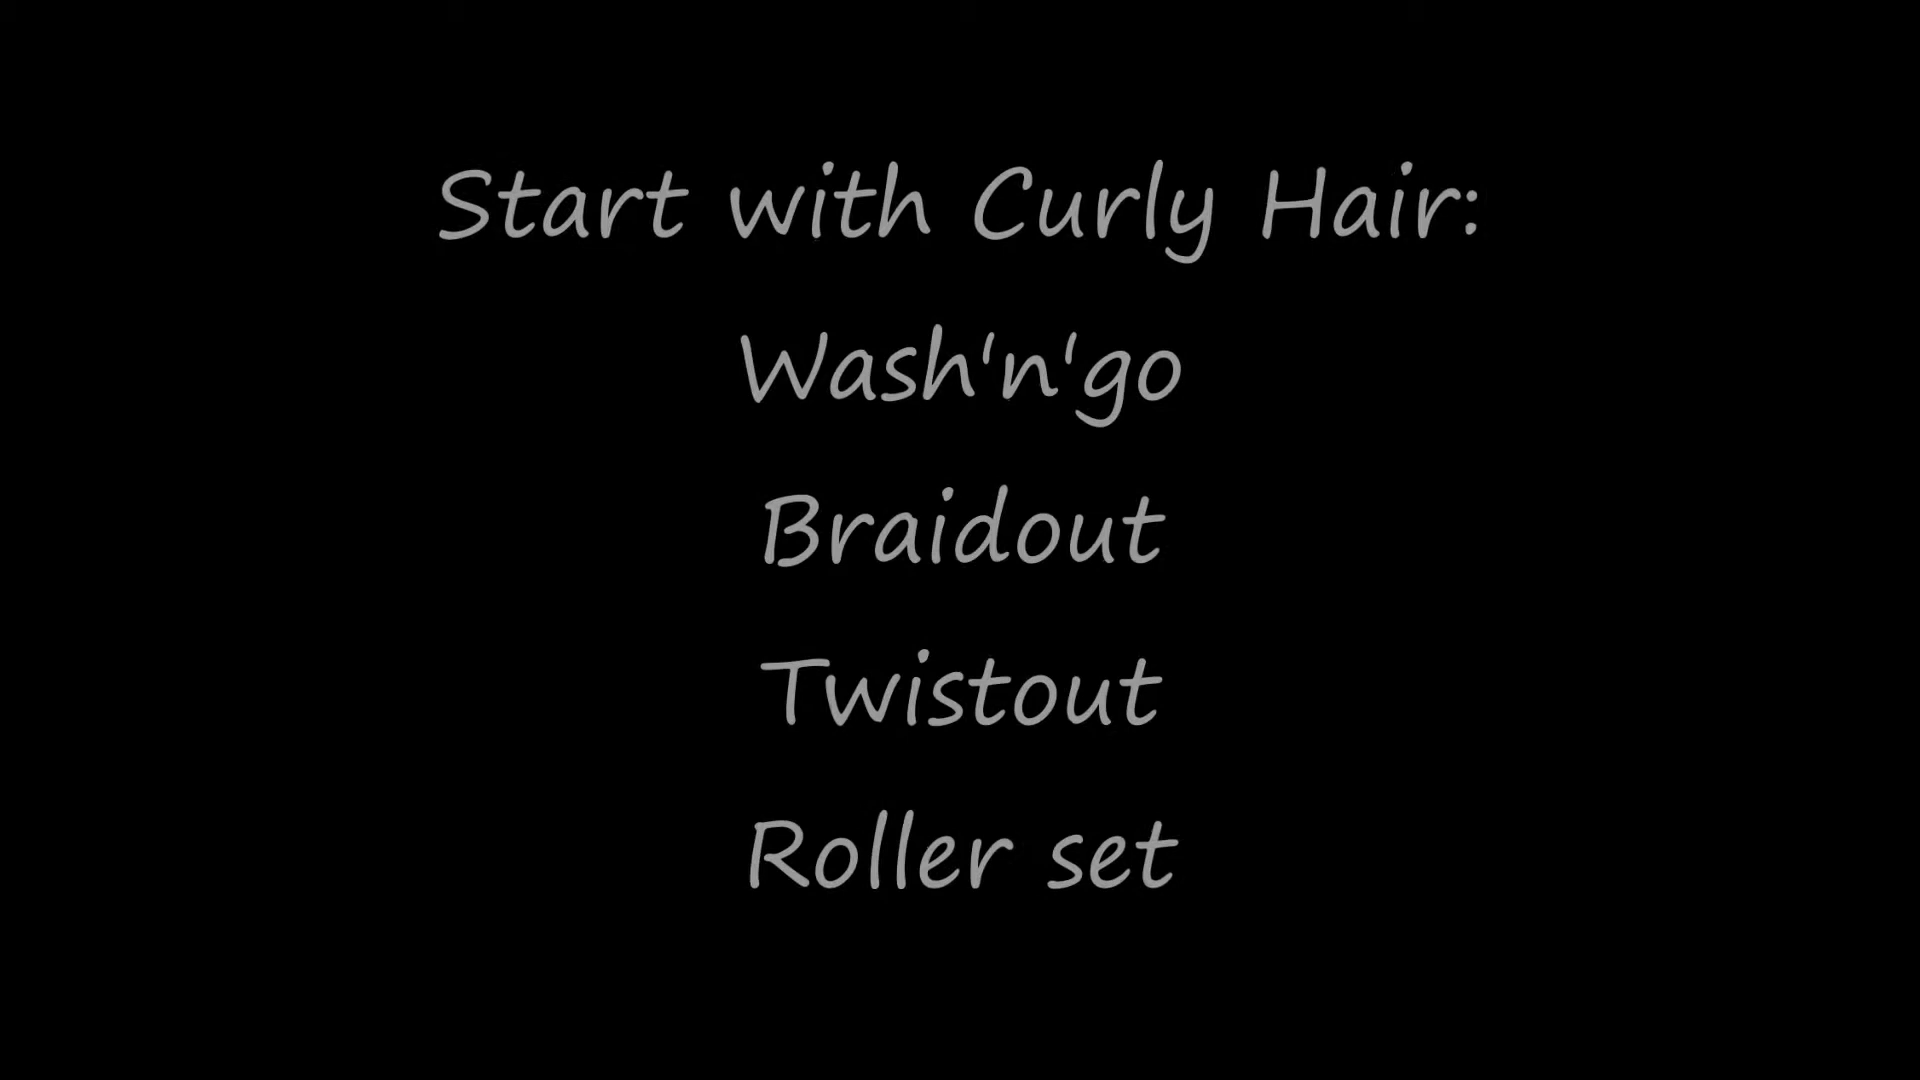 Start with Curly Hair:
Wash'n'go
Braidout
Twistout
Roller set